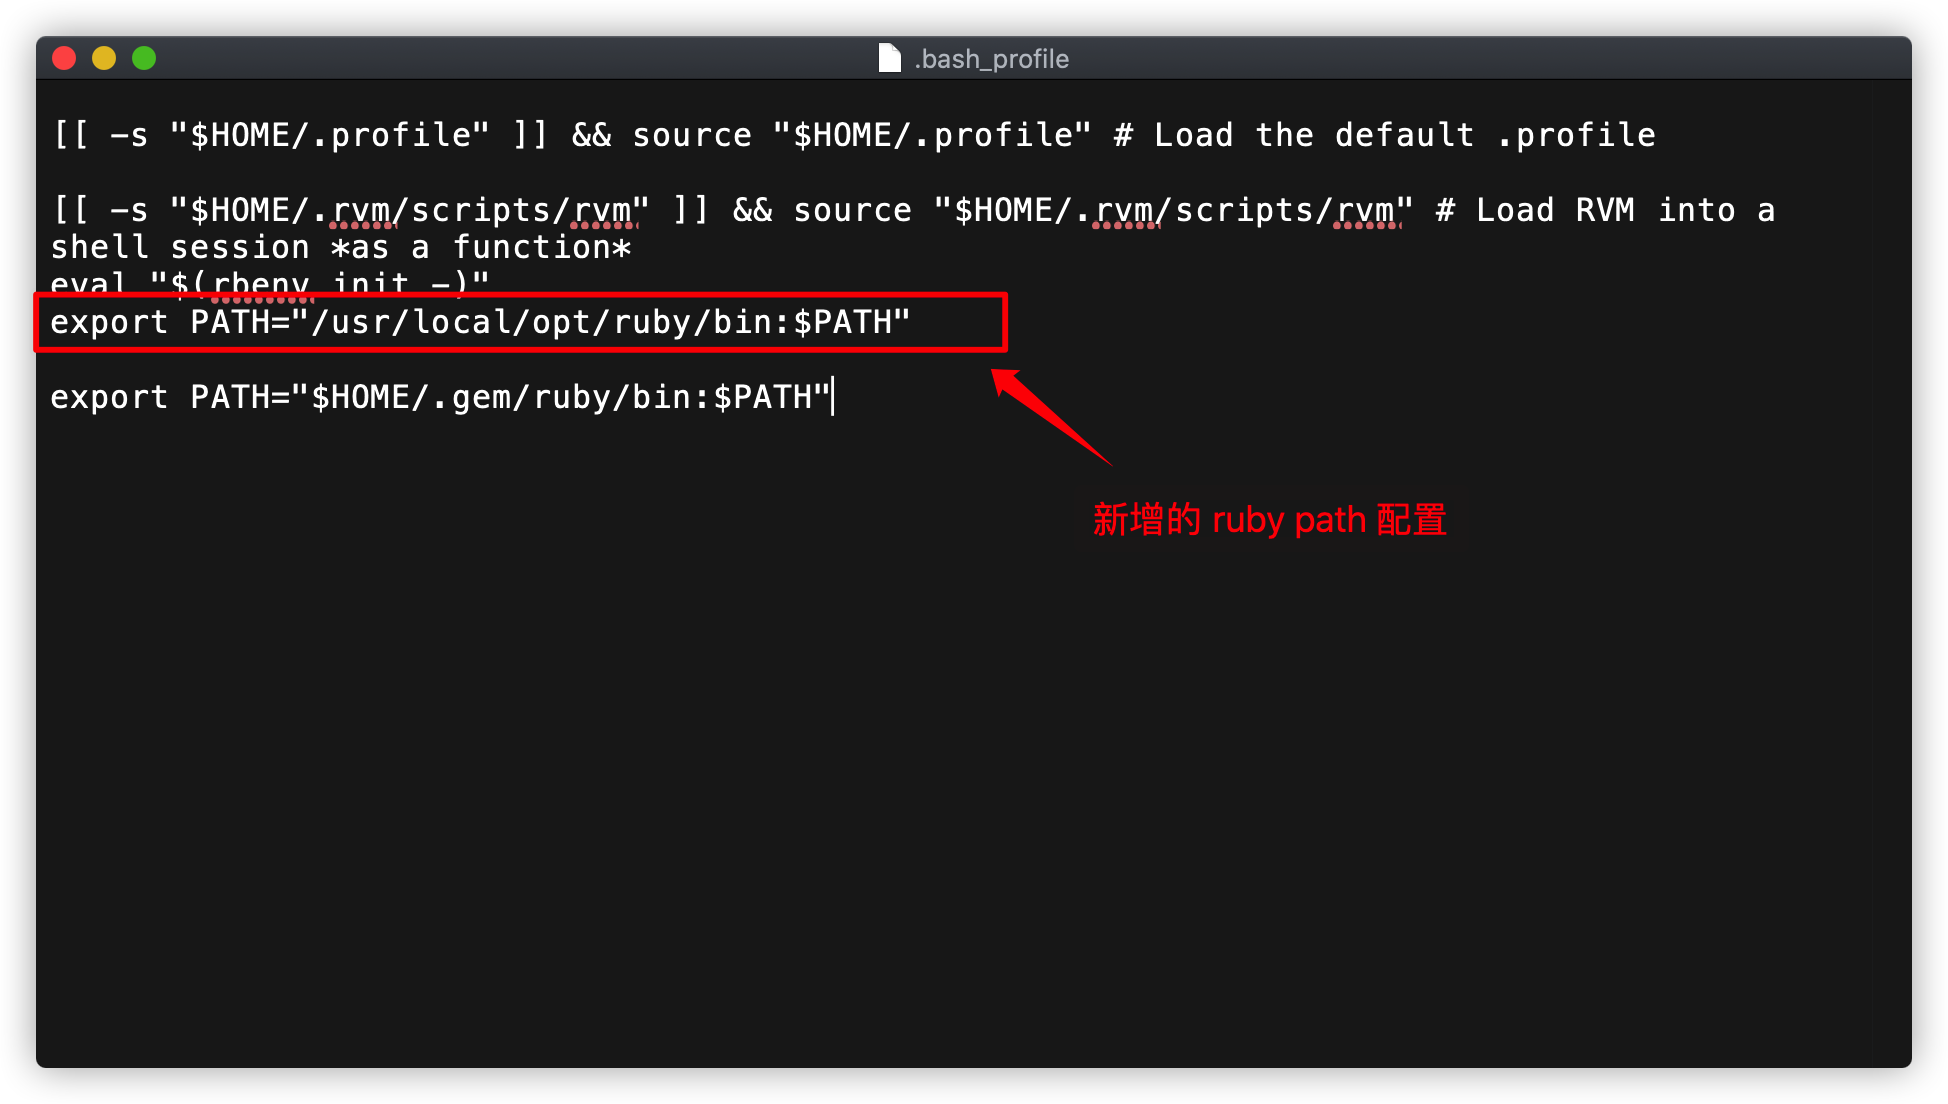 .bash_profile
[[ -s "$HOME/.profile" ]] && source "$HOME/.profile" # Load the default .profile
[[ -s "$HOME/.rvm/scripts/rvm" ]] && source "$HOME/.rvm/scripts/rvm" # Load RVM into a
shell session *as a function*
eval "$(rbenv init -)"
export PATH="/usr/local/opt/ruby/bin:$PATH"
export PATH="$HOME/.gem/ruby/bin:$PATH"
新增的 ruby path 配置